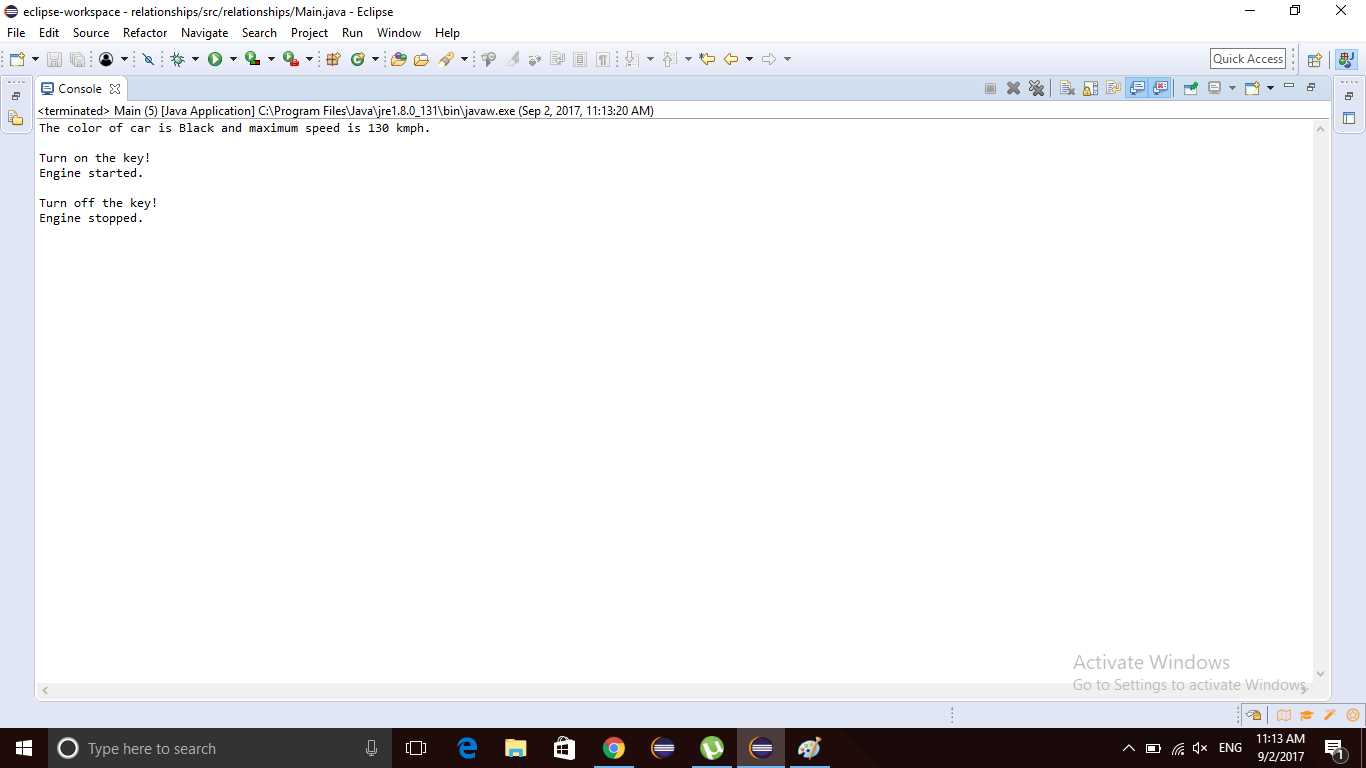 eclipse-workspace - relationships/src/relationships/Main.java - Eclipse
File Edit Source Refactor Navigate Search Project Run Window Help
Quick Access
Console
<terminated> Main (5) [Java Application] C:\Program Files\Java\jre1.8.0_131\bin\javaw.exe (Sep 2, 2017, 11:13:20 AM)
The color of car is Black and maximum speed is 130 kmph.
Turn on the key!
Engine started.
Turn off the key!
Engine stopped.
Activate Windows
Go to Settings to activate Windows.
Type here to search
ENG
11:13 AM
9/2/2017
1